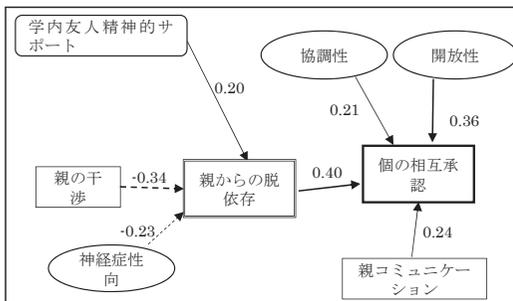 学内友人精神的サ
ポート
協調性
開放性
0.20
0.21
0.36
親の干
渉
-0.34
親からの脱
依存
0.40
個の相互承
認
-0.23
神経症性
向
0.24
親コミュニケー
ション